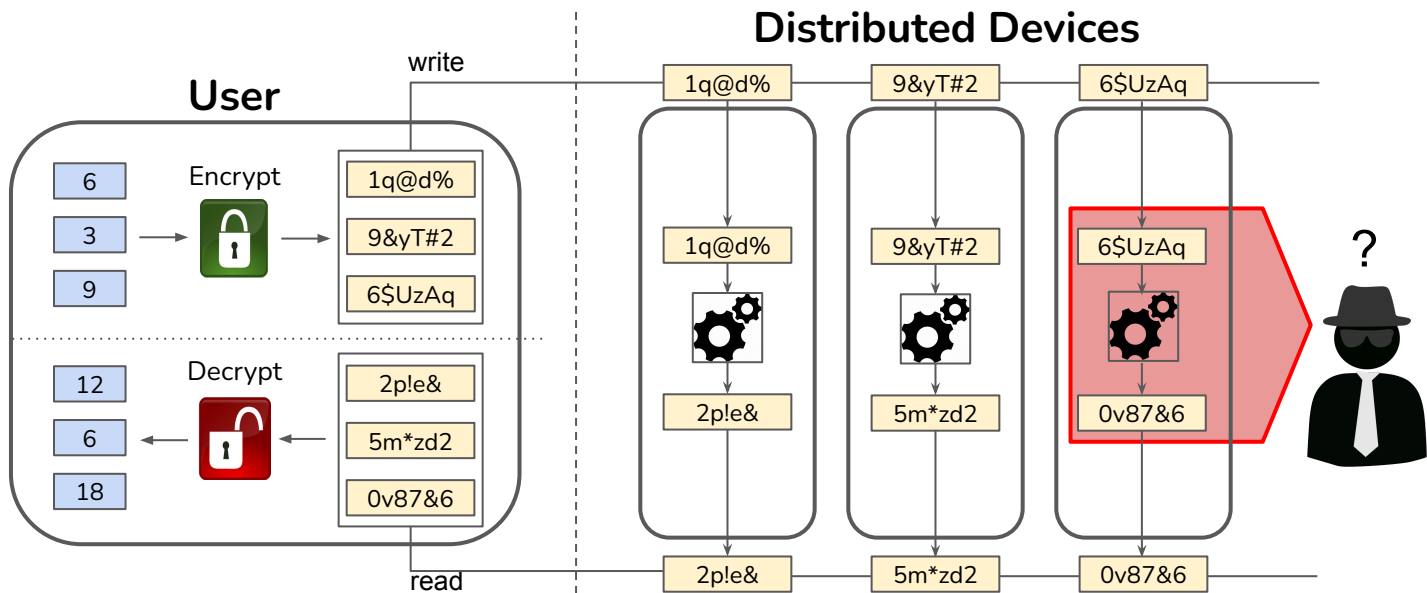 Distributed Devices
write
User
1q@d%
9&yT#2
6$UzAq
6
3
9
Encrypt
1q@d%
9&yT#2
6$UzAq
1q@d%
9&yT#2
6$UzAq
?
12
6
18
Decrypt
2p!e&
5m*zd2
0v87&6
2p!e&
5m*zd2
0v87&6
read
2p!e&
5m*zd2
0v87&6